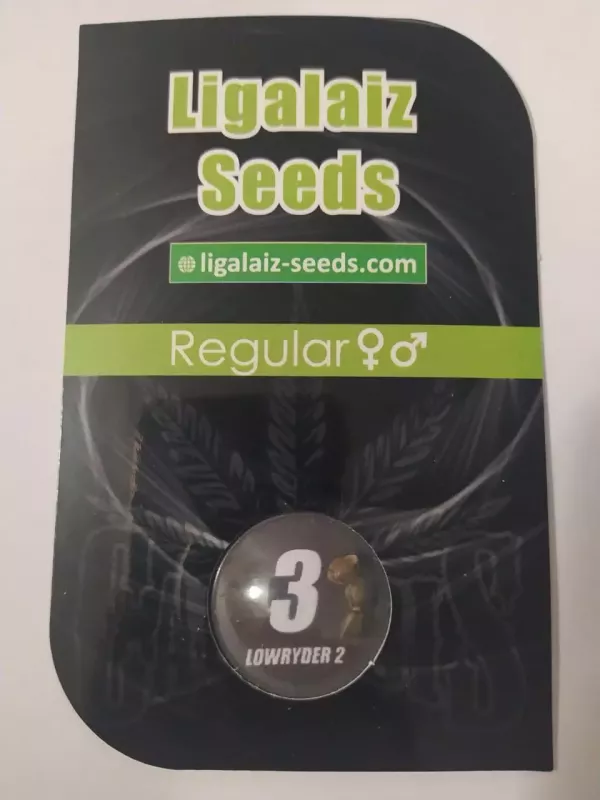 Ligalaiz
Seeds
ligalaiz-seeds.com
Regular♀♂
3
LOWRYDER 2